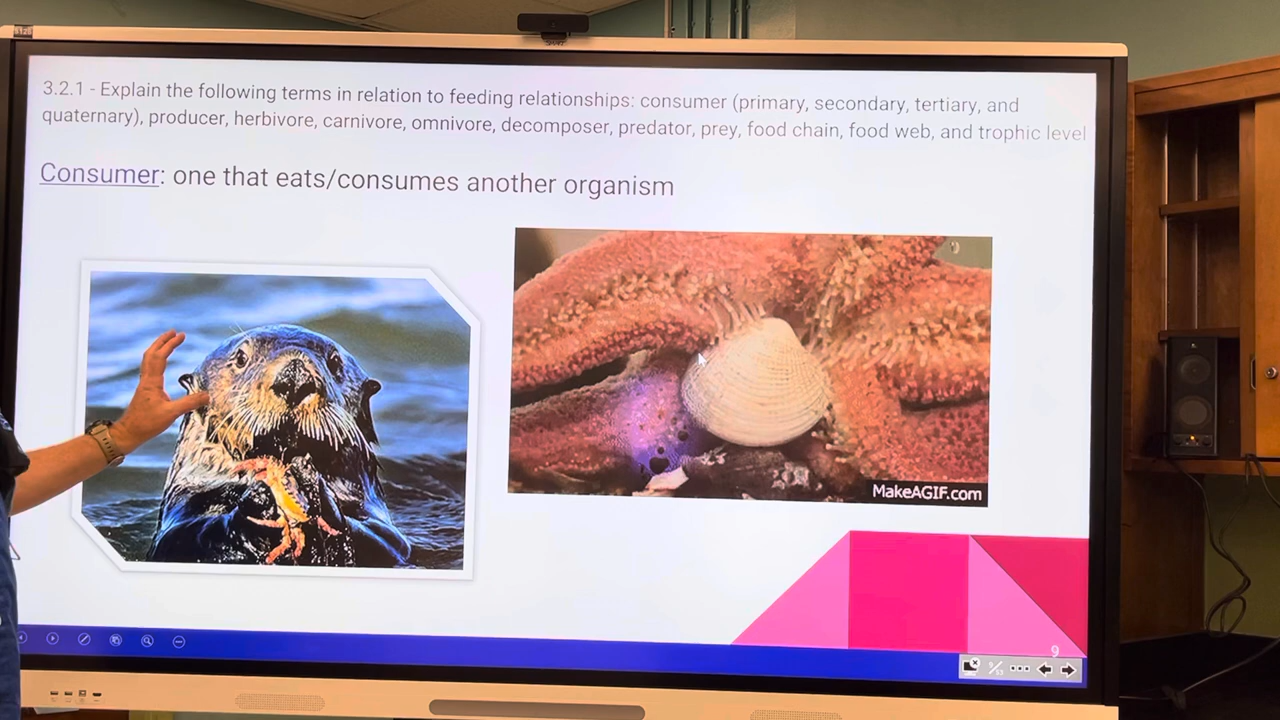 3.2.1 - Explain the following terms in relation to feeding relationships: consumer (primary, secondary, tertiary, and
quaternary), producer, herbivore, carnivore, omnivore, decomposer, predator, prey, food chain, food web, and trophic level
Consumer: one that eats/consumes another organism
MakeAGIF.com
9